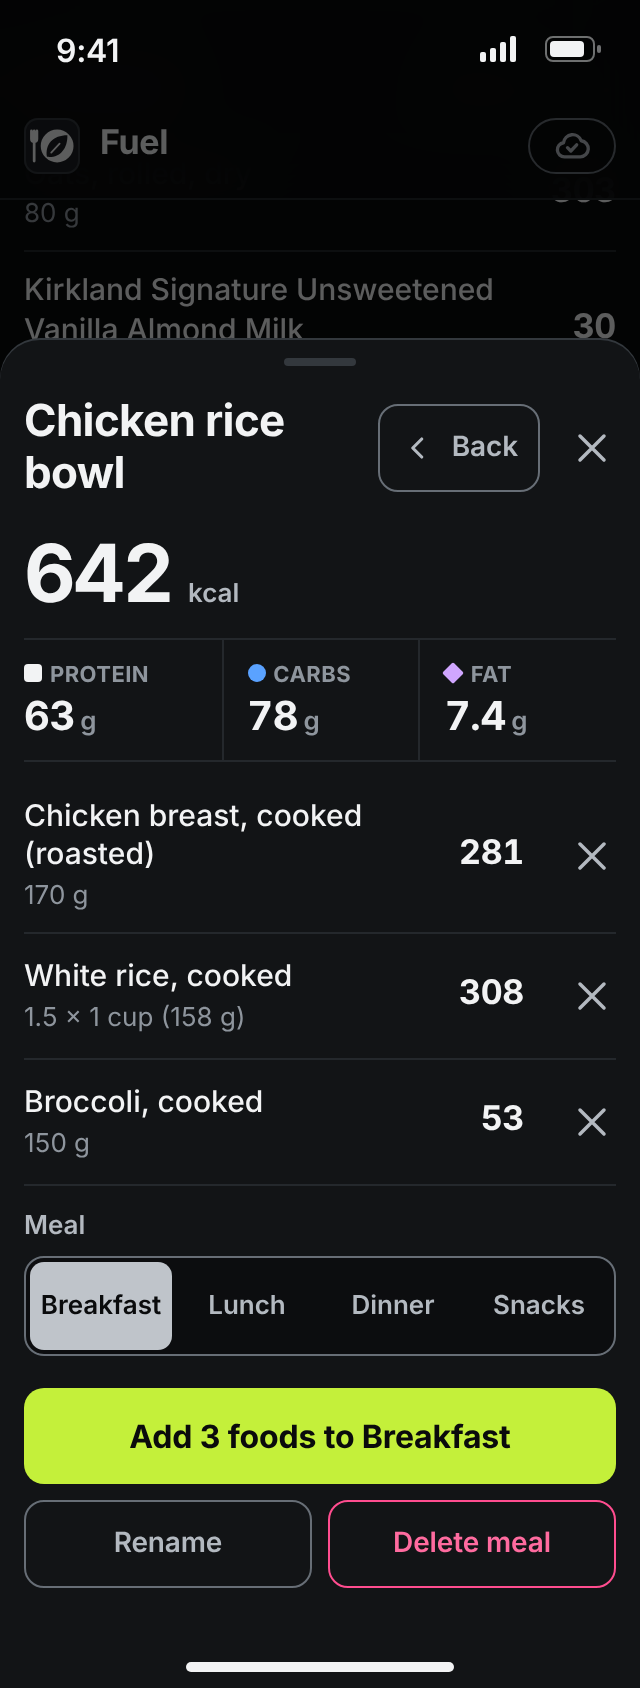 9:41
Fuel
303
80 g
Kirkland Signature Unsweetened
Vanilla Almond Milk
30
Chicken rice
bowl
Back
642 kcal
PROTEIN
63 g
CARBS
78 g
FAT
7.4 g
Chicken breast, cooked
(roasted)
170 g
281
White rice, cooked
1.5 × 1 cup (158 g)
308
Broccoli, cooked
150 g
53
Meal
Breakfast
Lunch
Dinner
Snacks
Add 3 foods to Breakfast
Rename
Delete meal